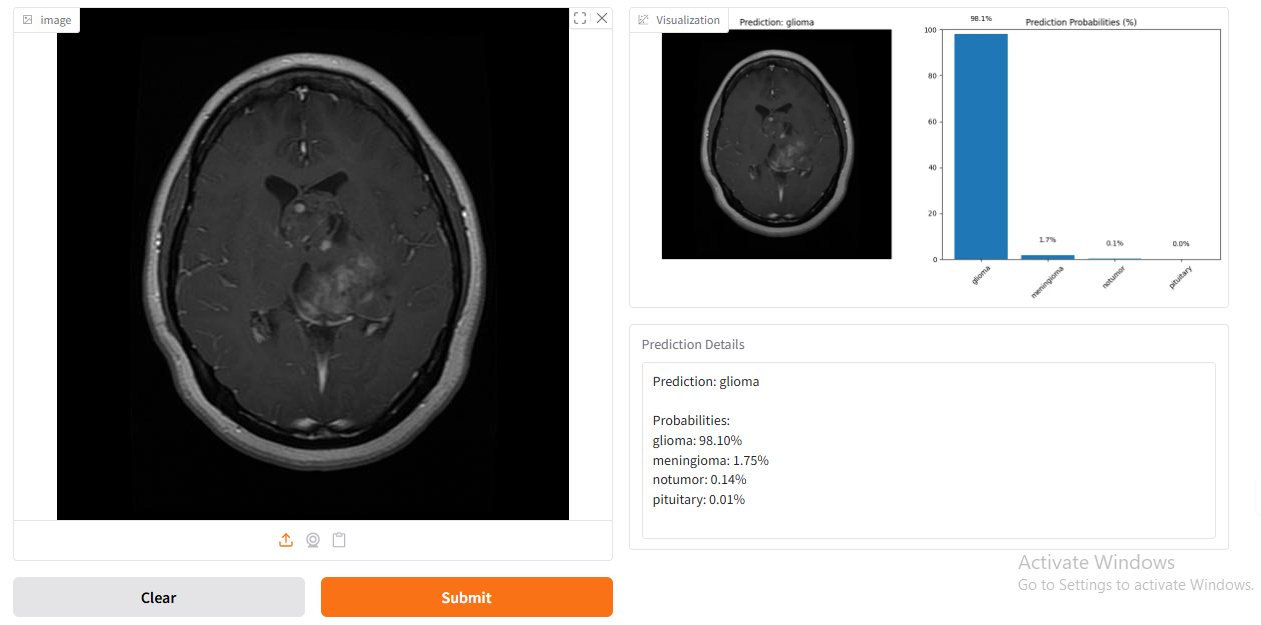 image
Visualization
Prediction: glioma
Prediction Probabilities (%)
98.1%
1.7%
0.1%
0.0%
100
80
60
40
20
0
glioma
meningioma
notumor
pituitary
Prediction Details
Prediction: glioma
Probabilities:
glioma: 98.10%
meningioma: 1.75%
notumor: 0.14%
pituitary: 0.01%
Clear
Submit
Activate Windows
Go to Settings to activate Windows.